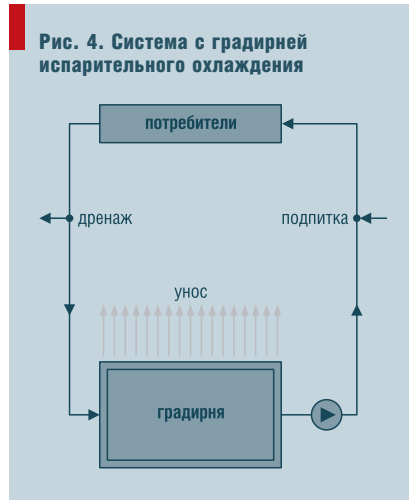 Рис. 4. Система с градирней
испарительного охлаждения
потребители
дренаж
подпитка
унос
градирня